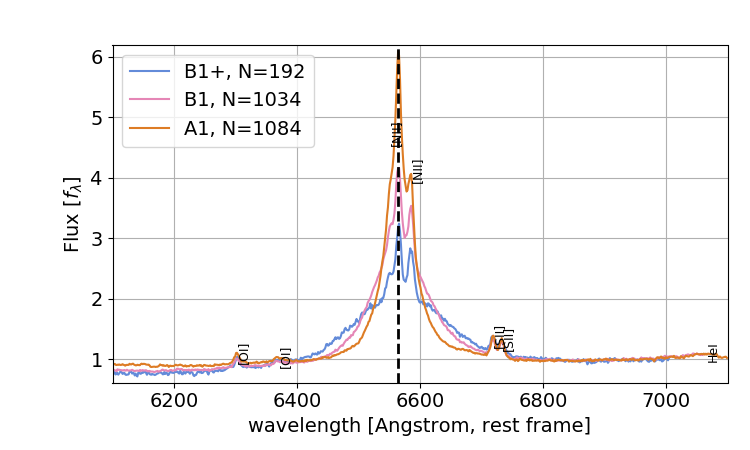 6
5
4
3
2
1
Flux [fλ]
B1+, N=192
B1, N=1034
A1, N=1084
[NII]
[NII]
[OI]
[OI]
[SII]
[SII]
HeI
6200
6400
6600
6800
7000
wavelength [Angstrom, rest frame]